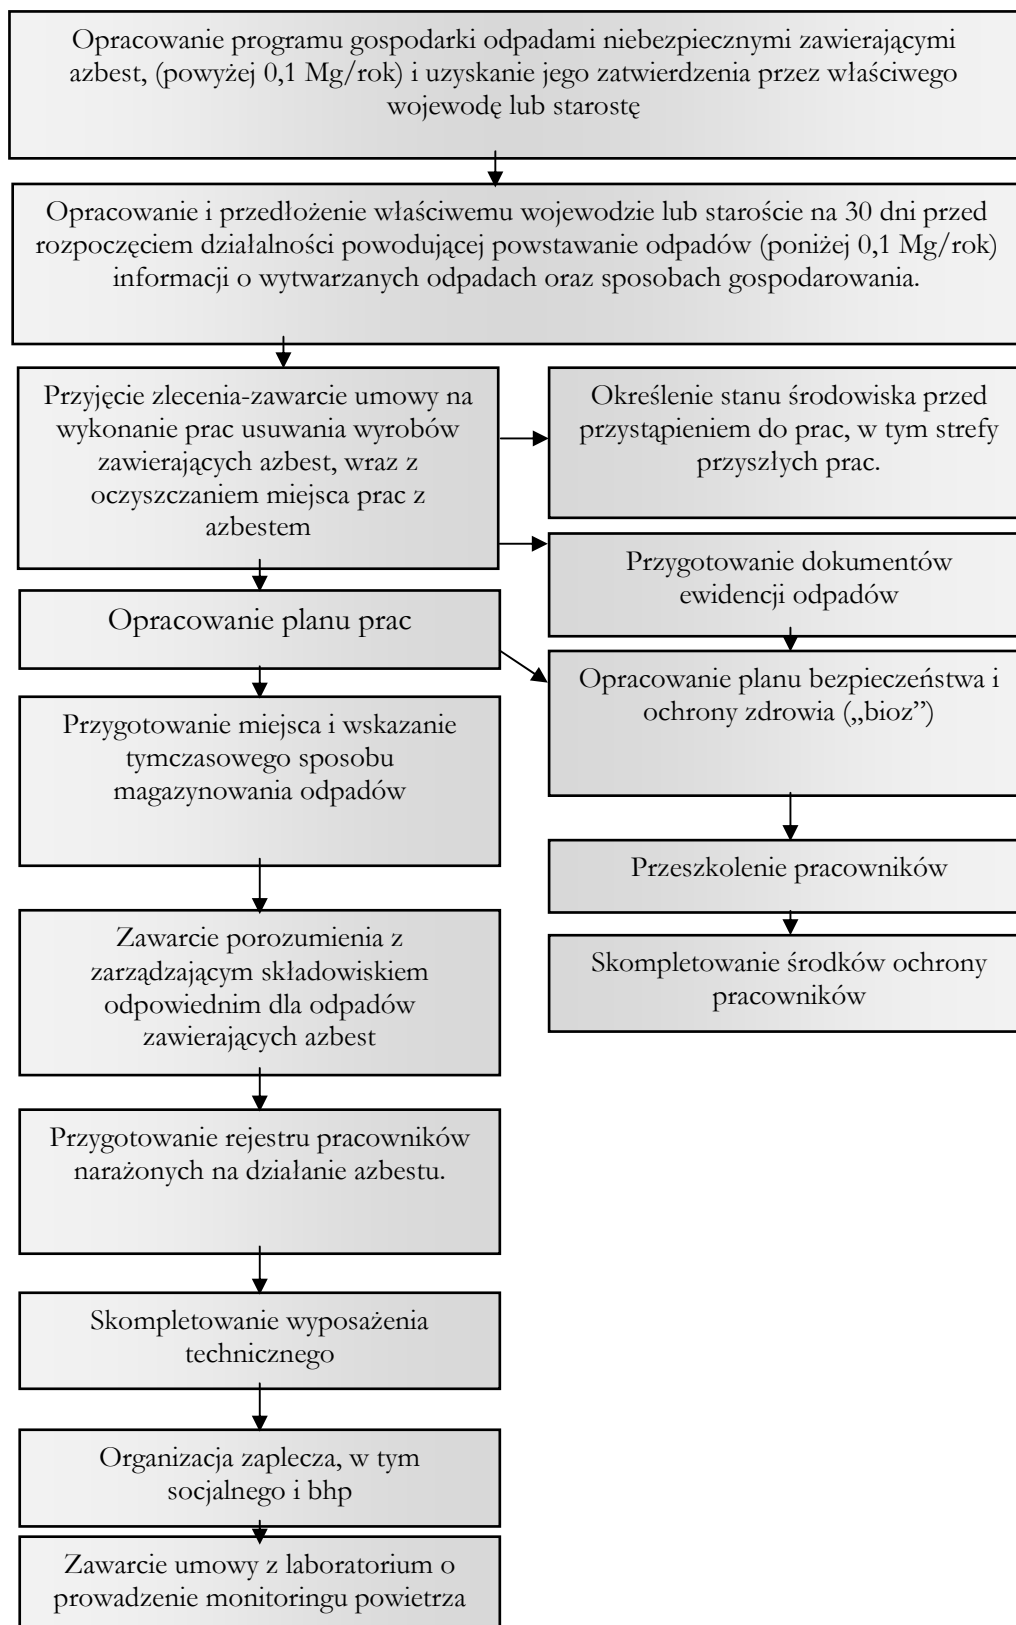 Opracowanie programu gospodarki odpadami niebezpiecznymi zawierającymi
azbest, (powyżej 0,1 Mg/rok) i uzyskanie jego zatwierdzenia przez właściwego
wojewodę lub starostę
Opracowanie i przedłożenie właściwemu wojewodzie lub staroście na 30 dni przed
rozpoczęciem działalności powodującej powstawanie odpadów (poniżej 0,1 Mg/rok)
informacji o wytwarzanych odpadach oraz sposobach gospodarowania.
Przyjęcie zlecenia-zawarcie umowy na
wykonanie prac usuwania wyrobów
zawierających azbest, wraz z
oczyszczaniem miejsca prac z
azbestem
Określenie stanu środowiska przed
przystąpieniem do prac, w tym strefy
przyszłych prac.
Przygotowanie dokumentów
ewidencji odpadów
Opracowanie planu prac
Opracowanie planu bezpieczeństwa i
ochrony zdrowia („bioz”)
Przygotowanie miejsca i wskazanie
tymczasowego sposobu
magazynowania odpadów
Przeszkolenie pracowników
Zawarcie porozumienia z
zarządzającym składowiskiem
odpowiednim dla odpadów
zawierających azbest
Skompletowanie środków ochrony
pracowników
Przygotowanie rejestru pracowników
narażonych na działanie azbestu.
Skompletowanie wyposażenia
technicznego
Organizacja zaplecza, w tym
socjalnego i bhp
Zawarcie umowy z laboratorium o
prowadzenie monitoringu powietrza